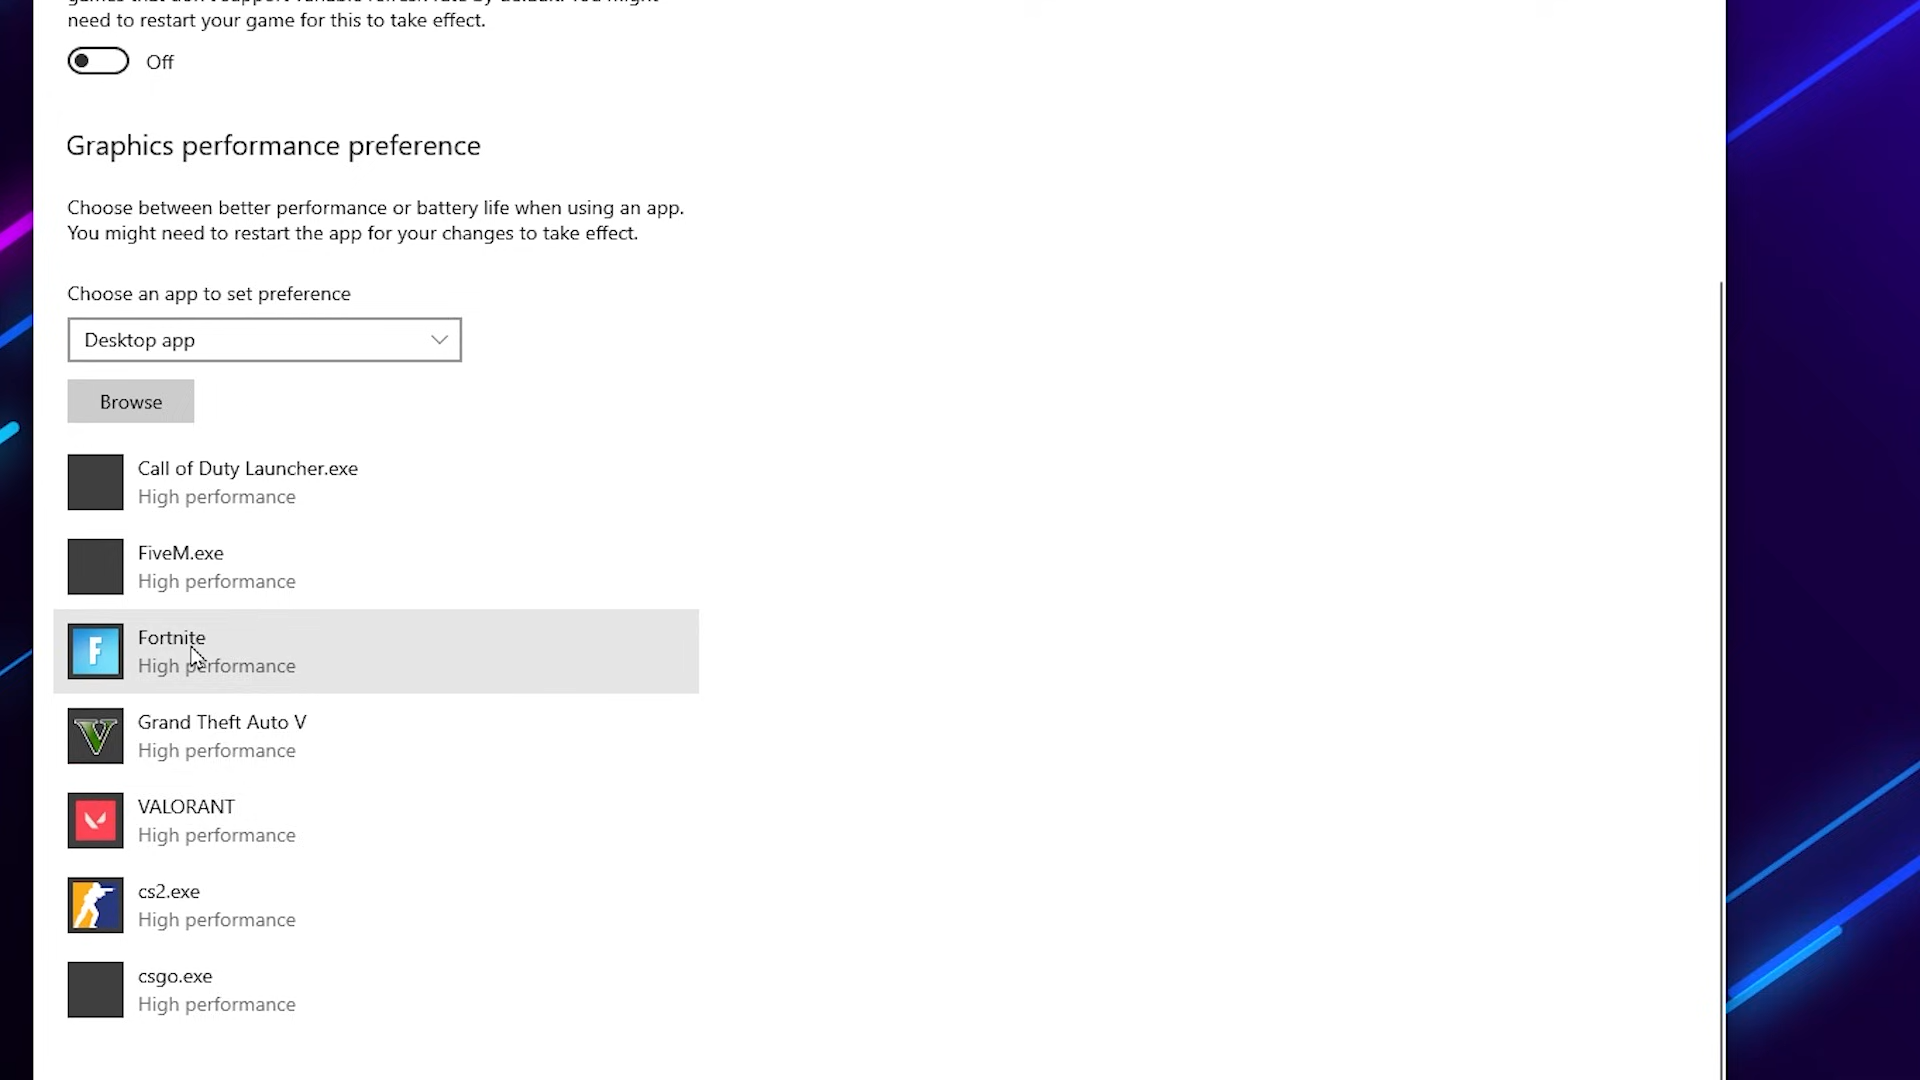 need to restart your game for this to take effect.
Off
Graphics performance preference
Choose between better performance or battery life when using an app.
You might need to restart the app for your changes to take effect.
Choose an app to set preference
Desktop app
Browse
Call of Duty Launcher.exe
High performance
FiveM.exe
High performance
F
Fortnite
High performance
V
Grand Theft Auto V
High performance
VALORANT
High performance
cs2.exe
High performance
csgo.exe
High performance